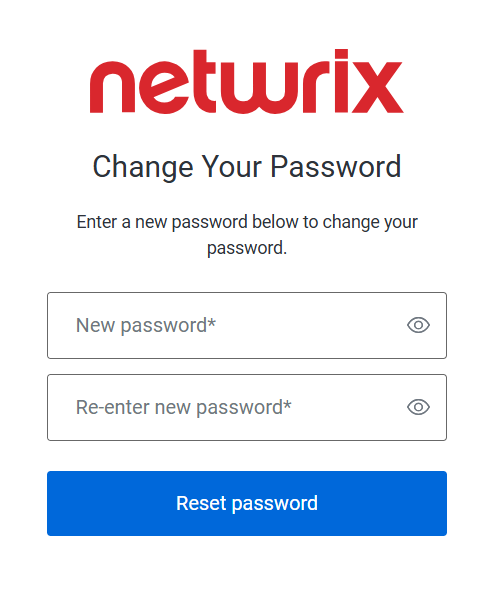 netwrix
Change Your Password
Enter a new password below to change your
password.
New password*
Re-enter new password*
Reset password